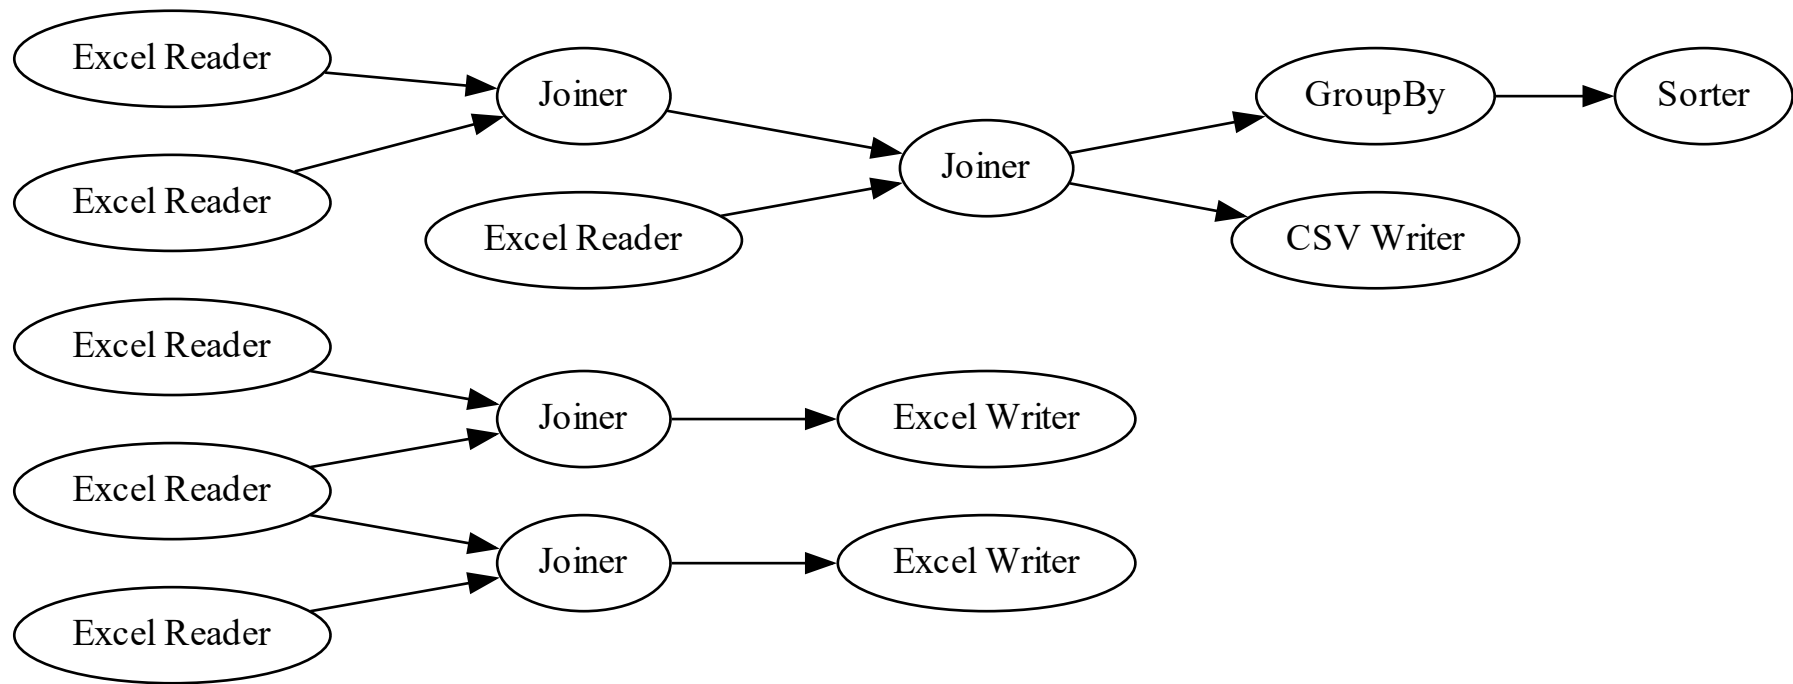 Excel Reader
Joiner
GroupBy
Sorter
Excel Reader
Joiner
Excel Reader
CSV Writer
Excel Reader
Joiner
Excel Writer
Excel Reader
Joiner
Excel Writer
Excel Reader